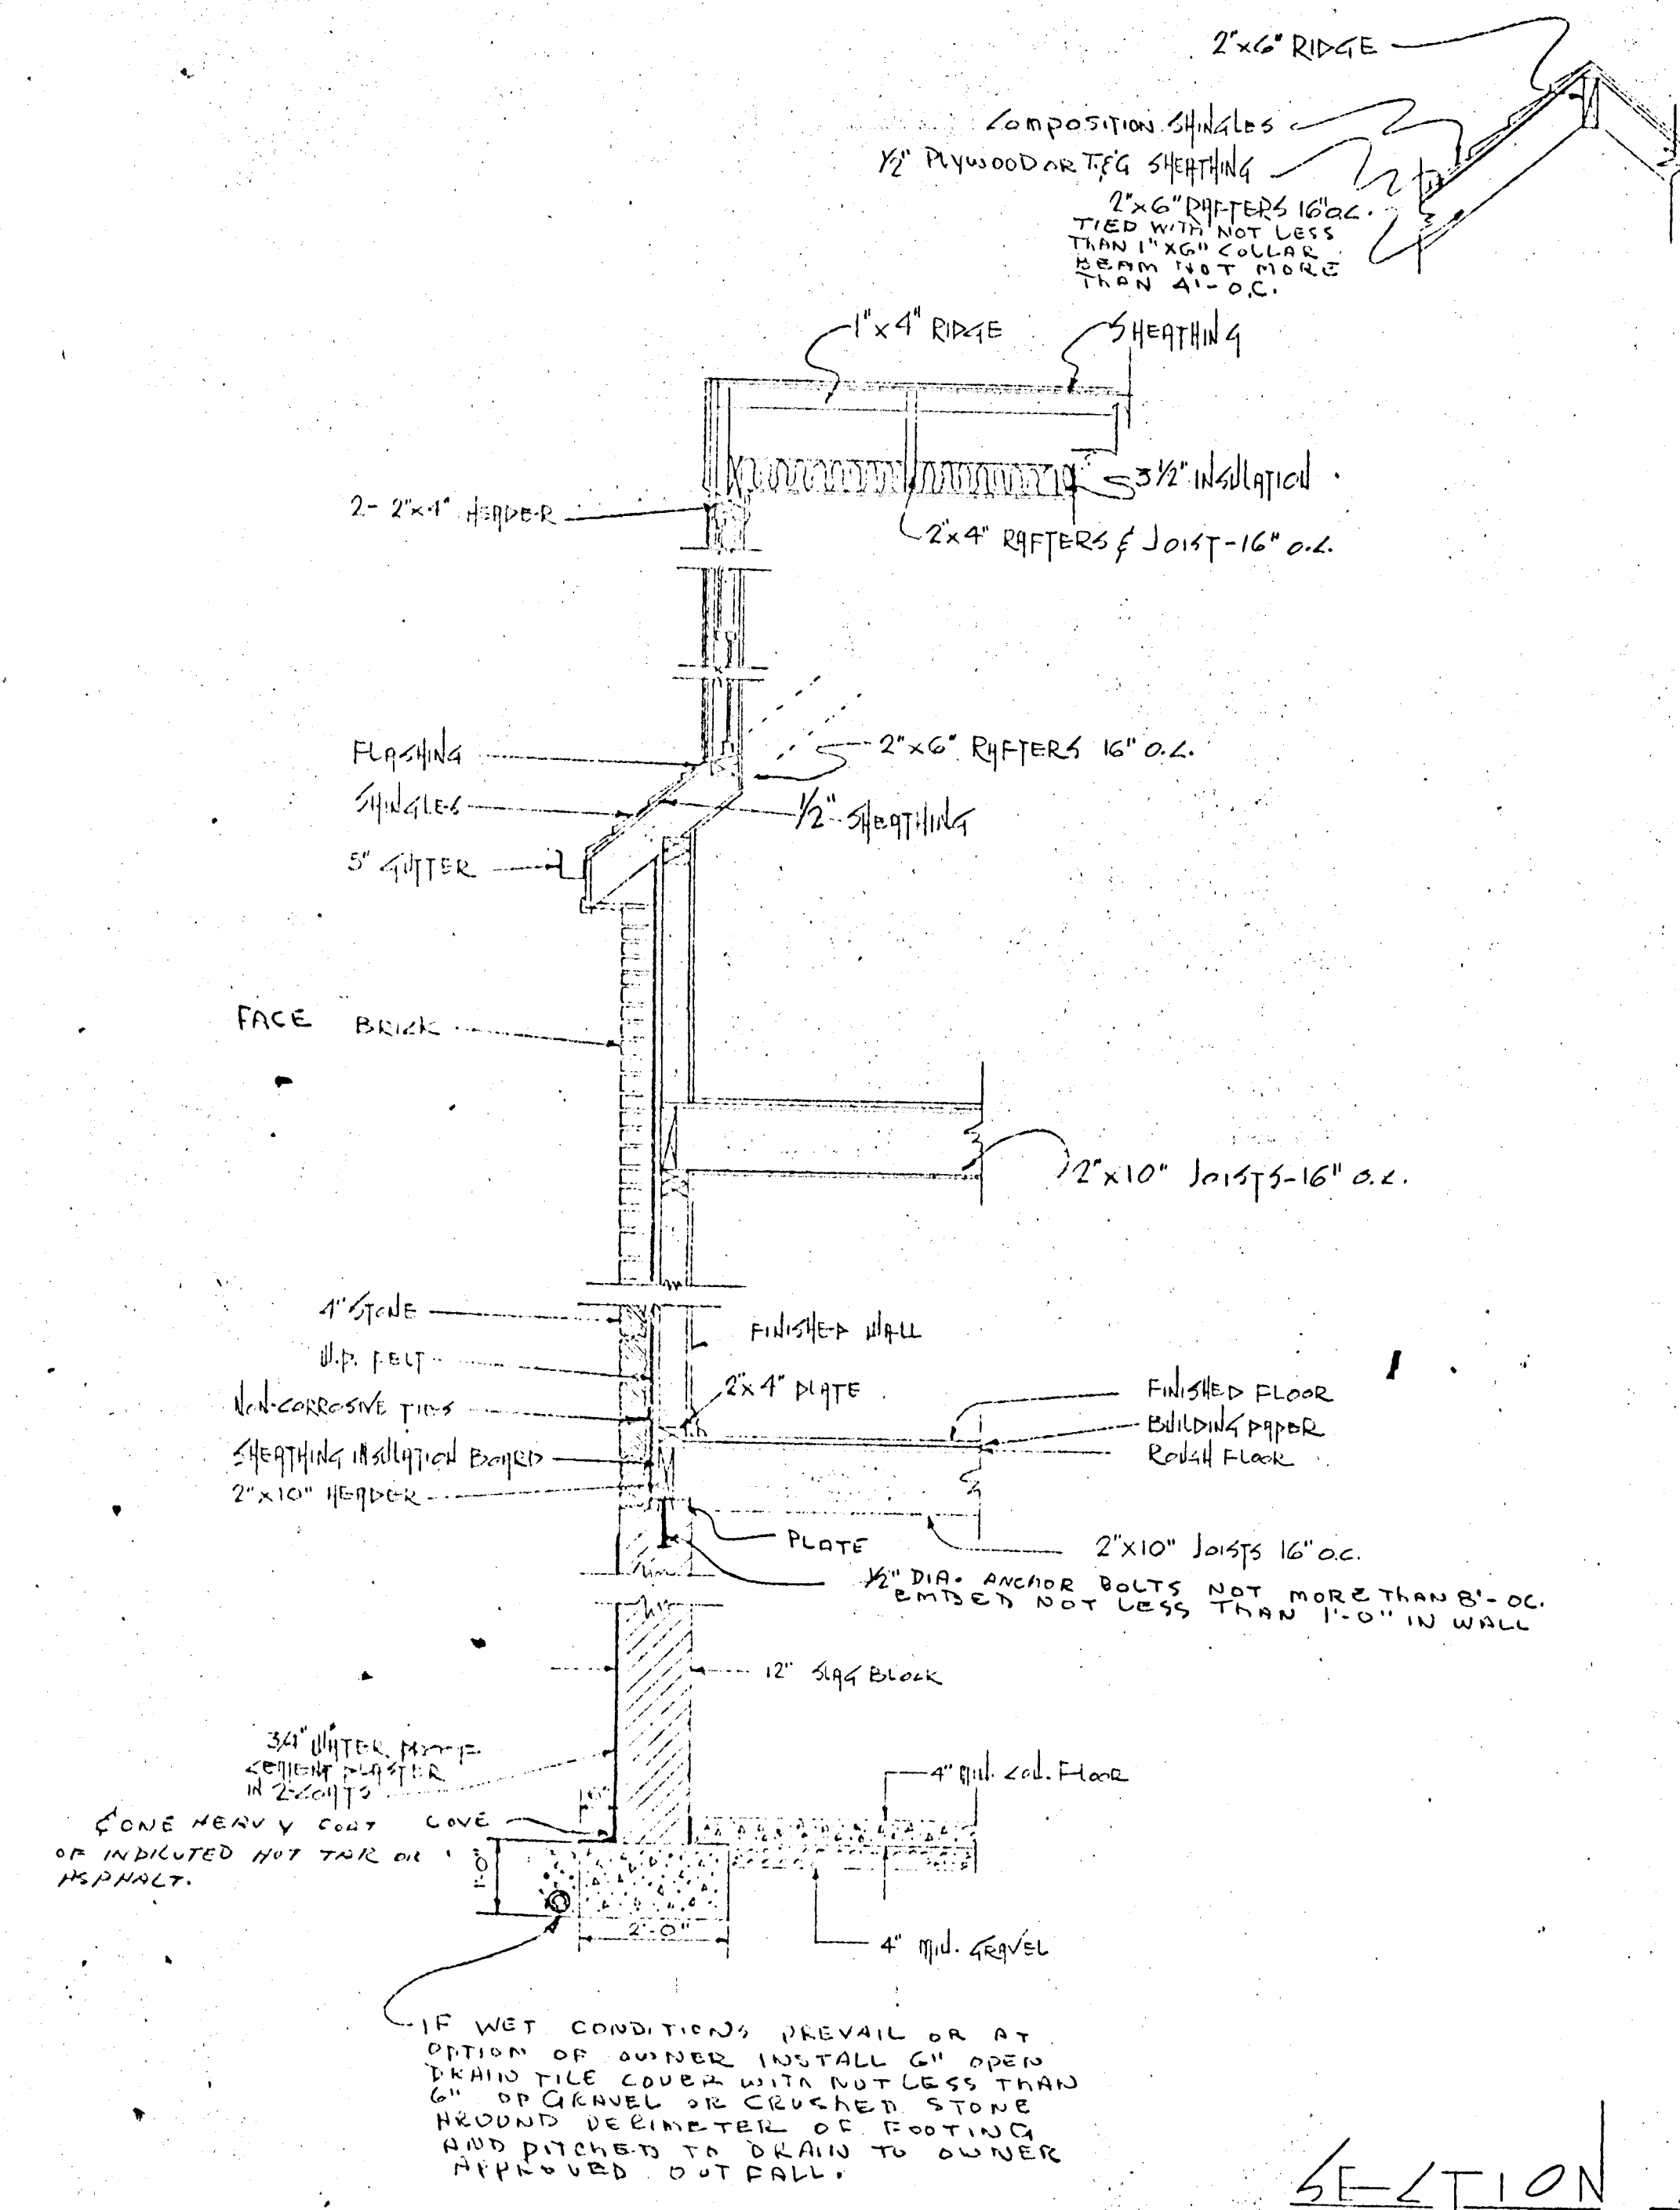 2"x6" RIDGE
COMPOSITION SHINGLES
1/2" PLYWOOD OR T.&G SHEATHING
2"x6" RAFTERS 16" O.C.
TIED WITH NOT LESS
THAN 1"X6" COLLAR
BEAM NOT MORE
THAN 4'-O.C.
1"x4" RIDGE
SHEATHING
3 1/2" INSULATION
2- 2"x4" HEADER
2"x4" RAFTERS & JOIST-16" O.C.
FLASHING
2"x6" RAFTERS 16" O.C.
SHINGLES
1/2" SHEATHING
5" GUTTER
FACE BRICK
2"x10" JOISTS-16" O.C.
4" STONE
FINISHED WALL
W.P. FELT
2"x4" PLATE
FINISHED FLOOR
NON-CORROSIVE TIES
BUILDING PAPER
SHEATHING INSULATION BOARD
ROUGH FLOOR
2"x10" HEADER
PLATE
2"X10" JOISTS 16" O.C.
1/2" DIA. ANCHOR BOLTS NOT MORE THAN 8'- OC.
EMBED NOT LESS THAN 1'-0" IN WALL
12" SLAG BLOCK
3/4" WATER PROOF
CEMENT PLASTER
IN 2-COATS
4" MIN. CON. FLOOR
& ONE HEAVY COAT COVE
OF INDILUTED HOT TAR OR
ASPHALT.
1'-0"
2'-0"
4" MIN. GRAVEL
IF WET CONDITIONS PREVAIL OR AT
OPTION OF OWNER INSTALL 6" OPEN
DRAIN TILE COVER WITH NOT LESS THAN
6" OF GRAVEL OR CRUSHED STONE
AROUND PERIMETER OF FOOTING
AND PITCHED TO DRAIN TO OWNER
APPROVED OUT FALL.
SECTION